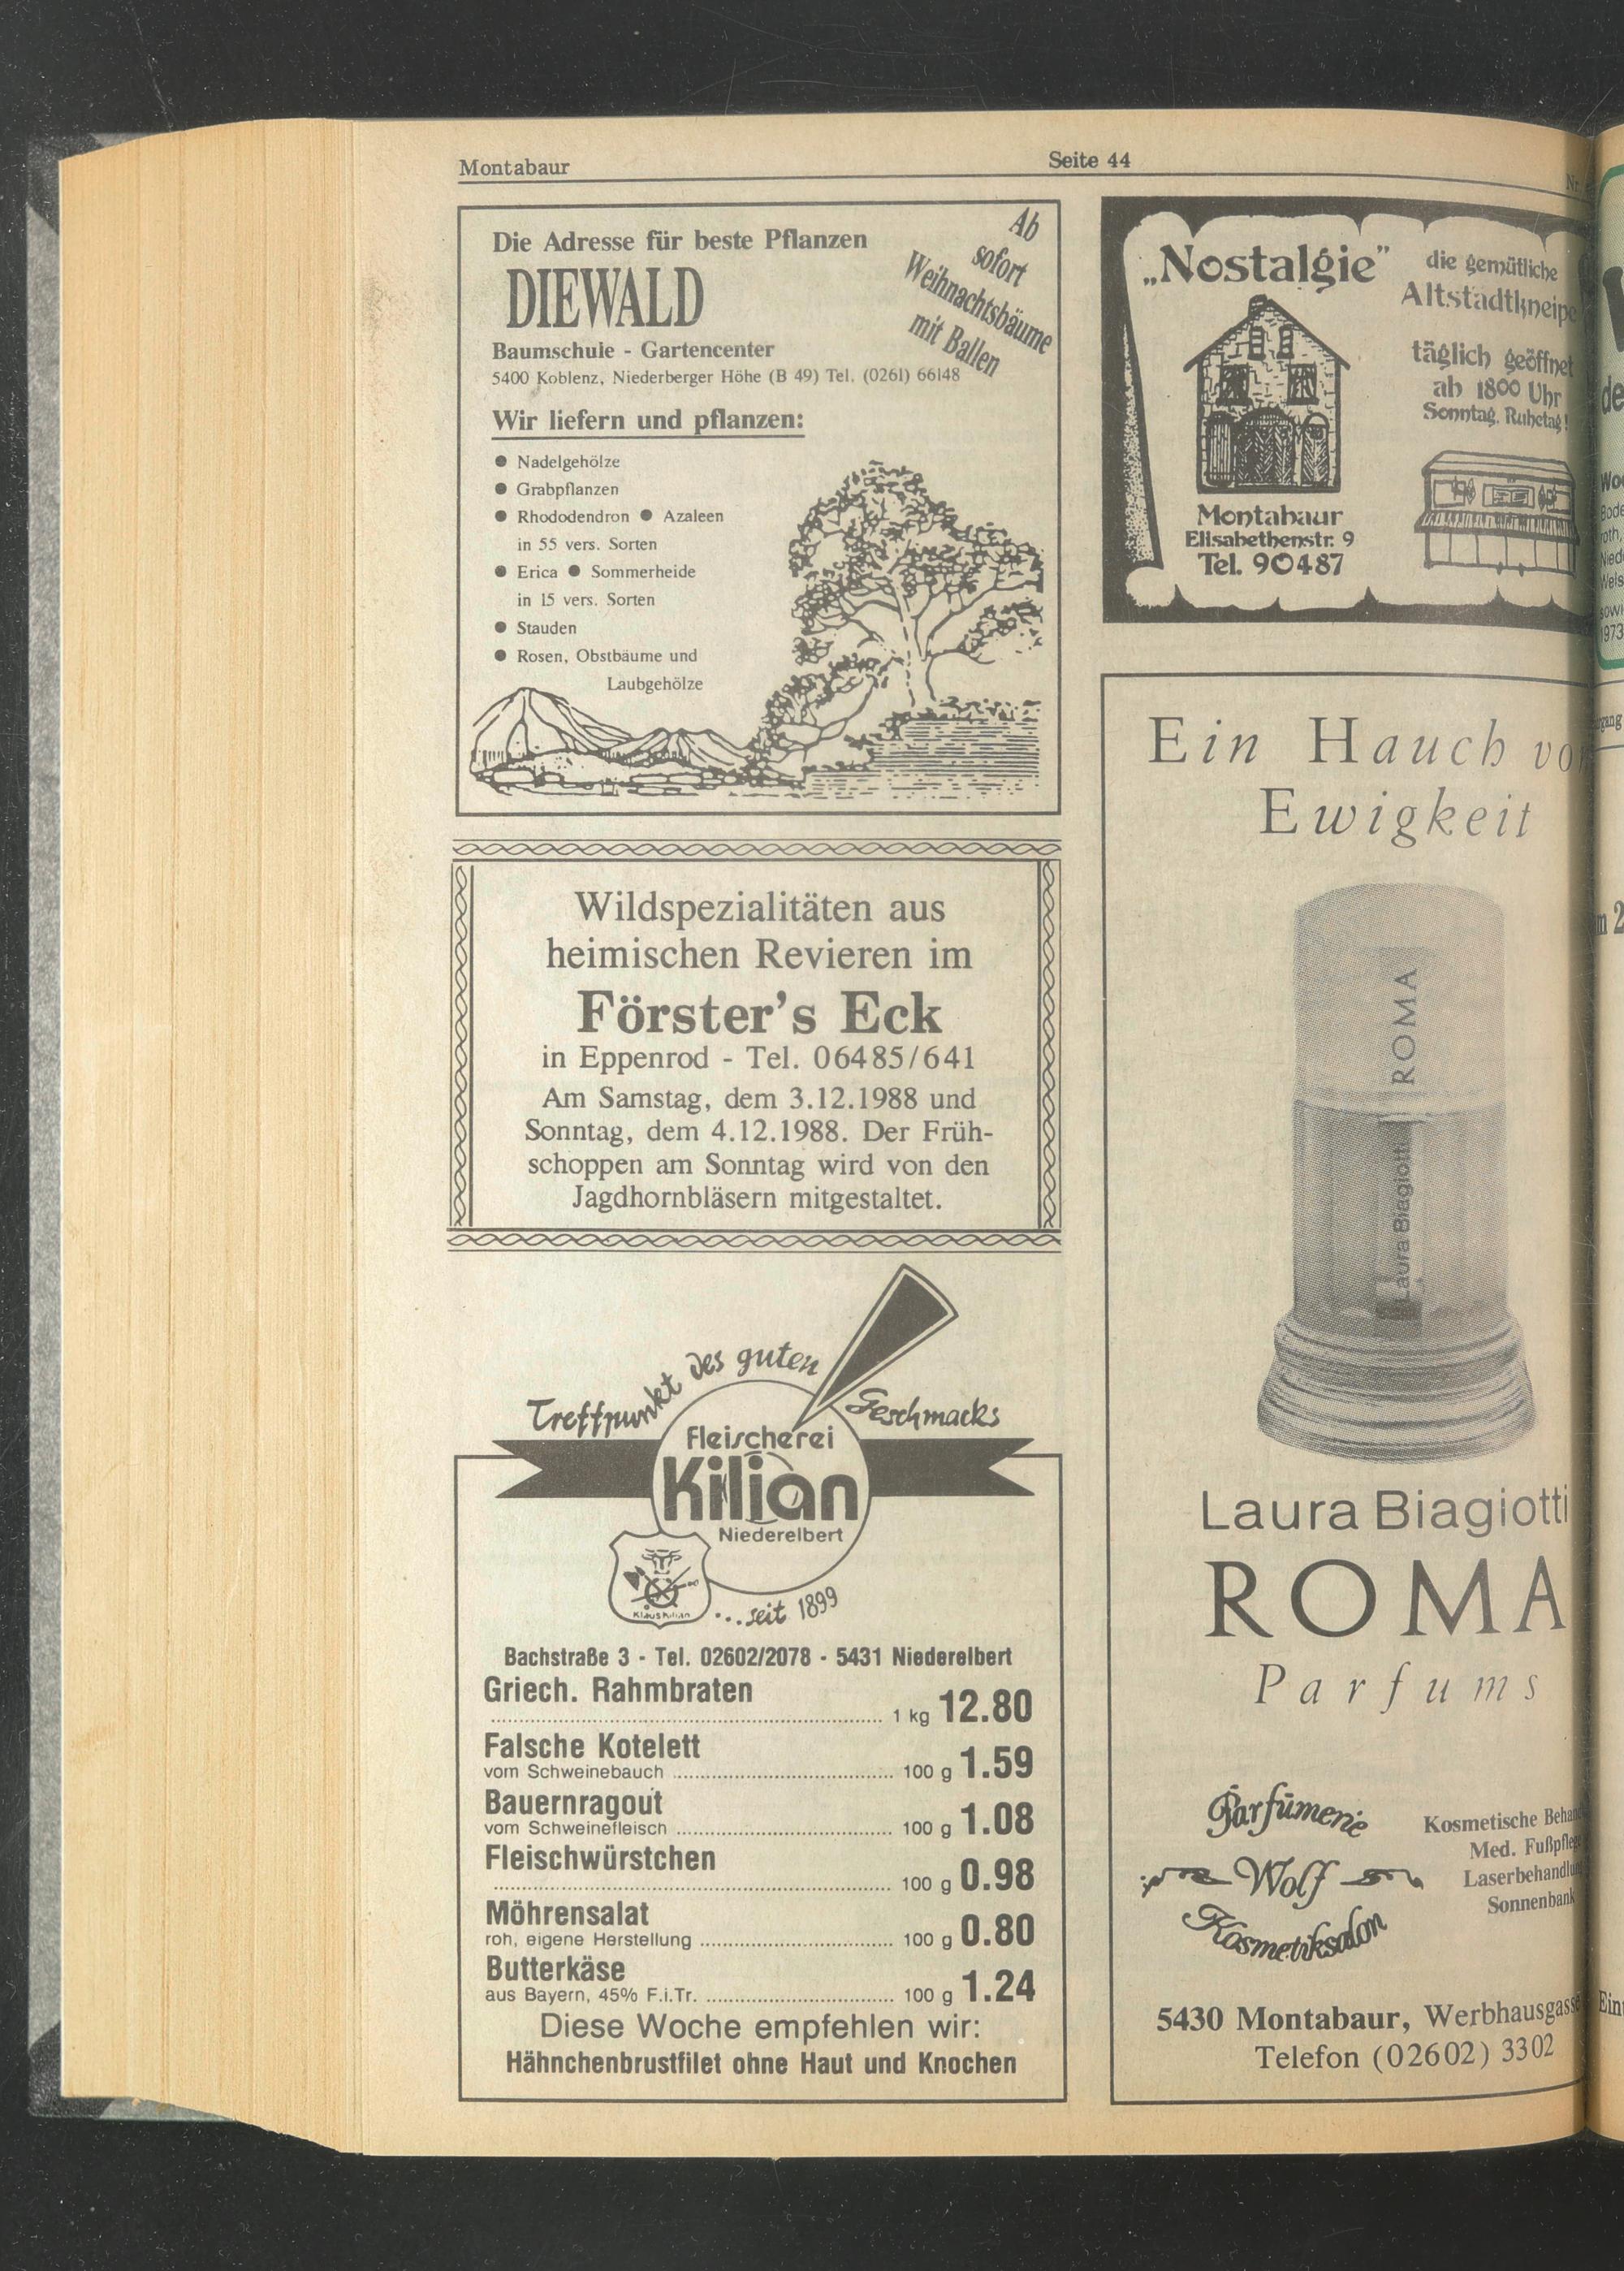 Montabaur
Seite 44
Die Adresse für beste Pflanzen
DIEWALD
Baumschule - Gartencenter
5400 Koblenz, Niederberger Höhe (B 49) Tel. (0261) 66148
Ab
sofort
Weihnachtsbäume
mit Ballen
Wir liefern und pflanzen:
● Nadelgehölze
● Grabpflanzen
● Rhododendron ● Azaleen
in 55 vers. Sorten
● Erica ● Sommerheide
in 15 vers. Sorten
● Stauden
● Rosen, Obstbäume und
Laubgehölze
Wildspezialitäten aus
heimischen Revieren im
Förster's Eck
in Eppenrod - Tel. 06485/641
Am Samstag, dem 3.12.1988 und
Sonntag, dem 4.12.1988. Der Früh-
schoppen am Sonntag wird von den
Jagdhornbläsern mitgestaltet.
Treffpunkt des guten Geschmacks
Fleischerei
Kilian
Niederelbert
Klaus Kilian
...seit 1899
Bachstraße 3 - Tel. 02602/2078 - 5431 Niederelbert
Griech. Rahmbraten
1 kg 12.80
Falsche Kotelett
vom Schweinebauch 100 g 1.59
Bauernragout
vom Schweinefleisch 100 g 1.08
Fleischwürstchen
100 g 0.98
Möhrensalat
roh, eigene Herstellung 100 g 0.80
Butterkäse
aus Bayern, 45% F.i.Tr. 100 g 1.24
Diese Woche empfehlen wir:
Hähnchenbrustfilet ohne Haut und Knochen
„Nostalgie”
die gemütliche
Altstadtkneipe
täglich geöffnet
ab 1800 Uhr
Sonntag, Ruhetag!
Montabaur
Elisabethenstr. 9
Tel. 90487
Ein Hauch von
Ewigkeit
ROMA
Laura Biagiotti
Laura Biagiotti
ROMA
Parfums
Parfümerie
Wolf
Kosmetiksalon
Kosmetische
Med. Fußpflege
Sonnenbank
5430 Montabaur, Werbhausgasse
Telefon (02602) 3302